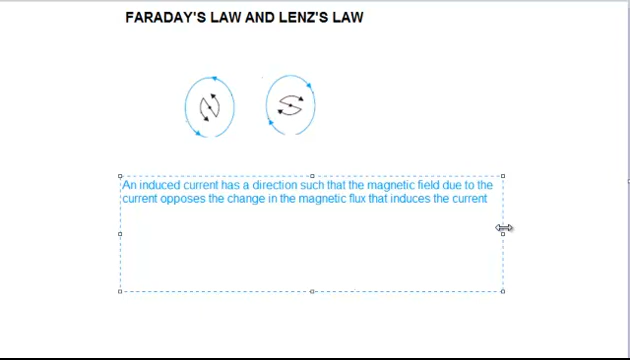 FARADAY'S LAW AND LENZ'S LAW
N S
An induced current has a direction such that the magnetic field due to the
current opposes the change in the magnetic flux that induces the current